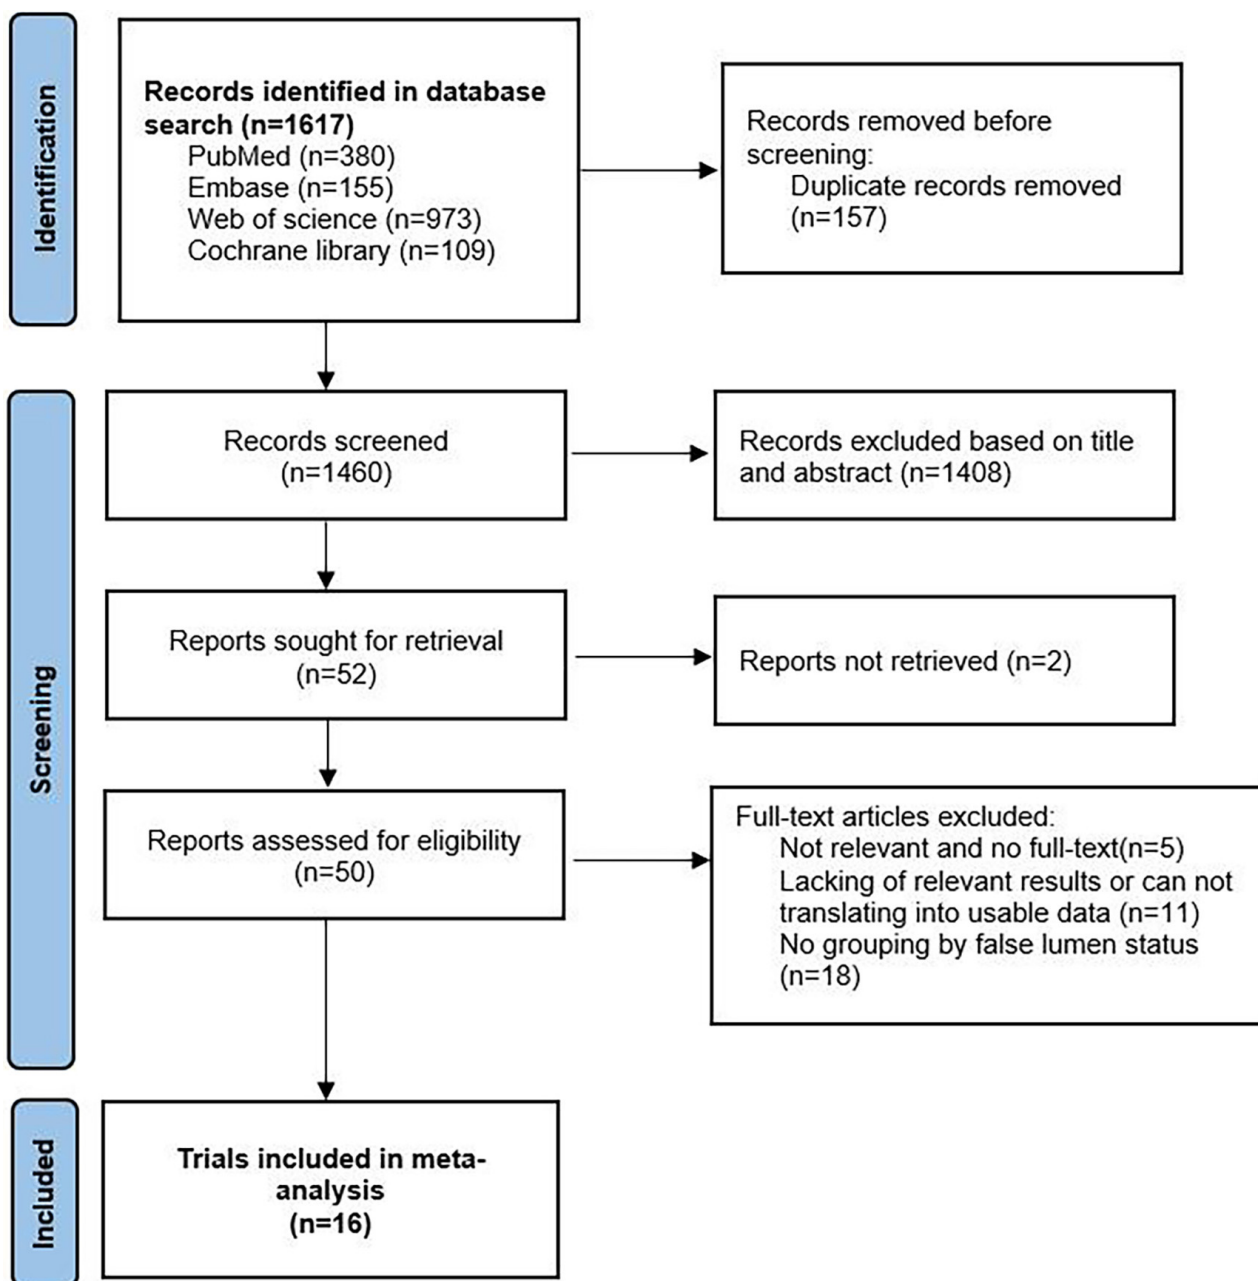 Identification
Records identified in database
search (n=1617)
PubMed (n=380)
Embase (n=155)
Web of science (n=973)
Cochrane library (n=109)
Records removed before
screening:
Duplicate records removed
(n=157)
Screening
Records screened
(n=1460)
Records excluded based on title
and abstract (n=1408)
Reports sought for retrieval
(n=52)
Reports not retrieved (n=2)
Reports assessed for eligibility
(n=50)
Full-text articles excluded:
Not relevant and no full-text(n=5)
Lacking of relevant results or can not
translating into usable data (n=11)
No grouping by false lumen status
(n=18)
Included
Trials included in meta-
analysis
(n=16)